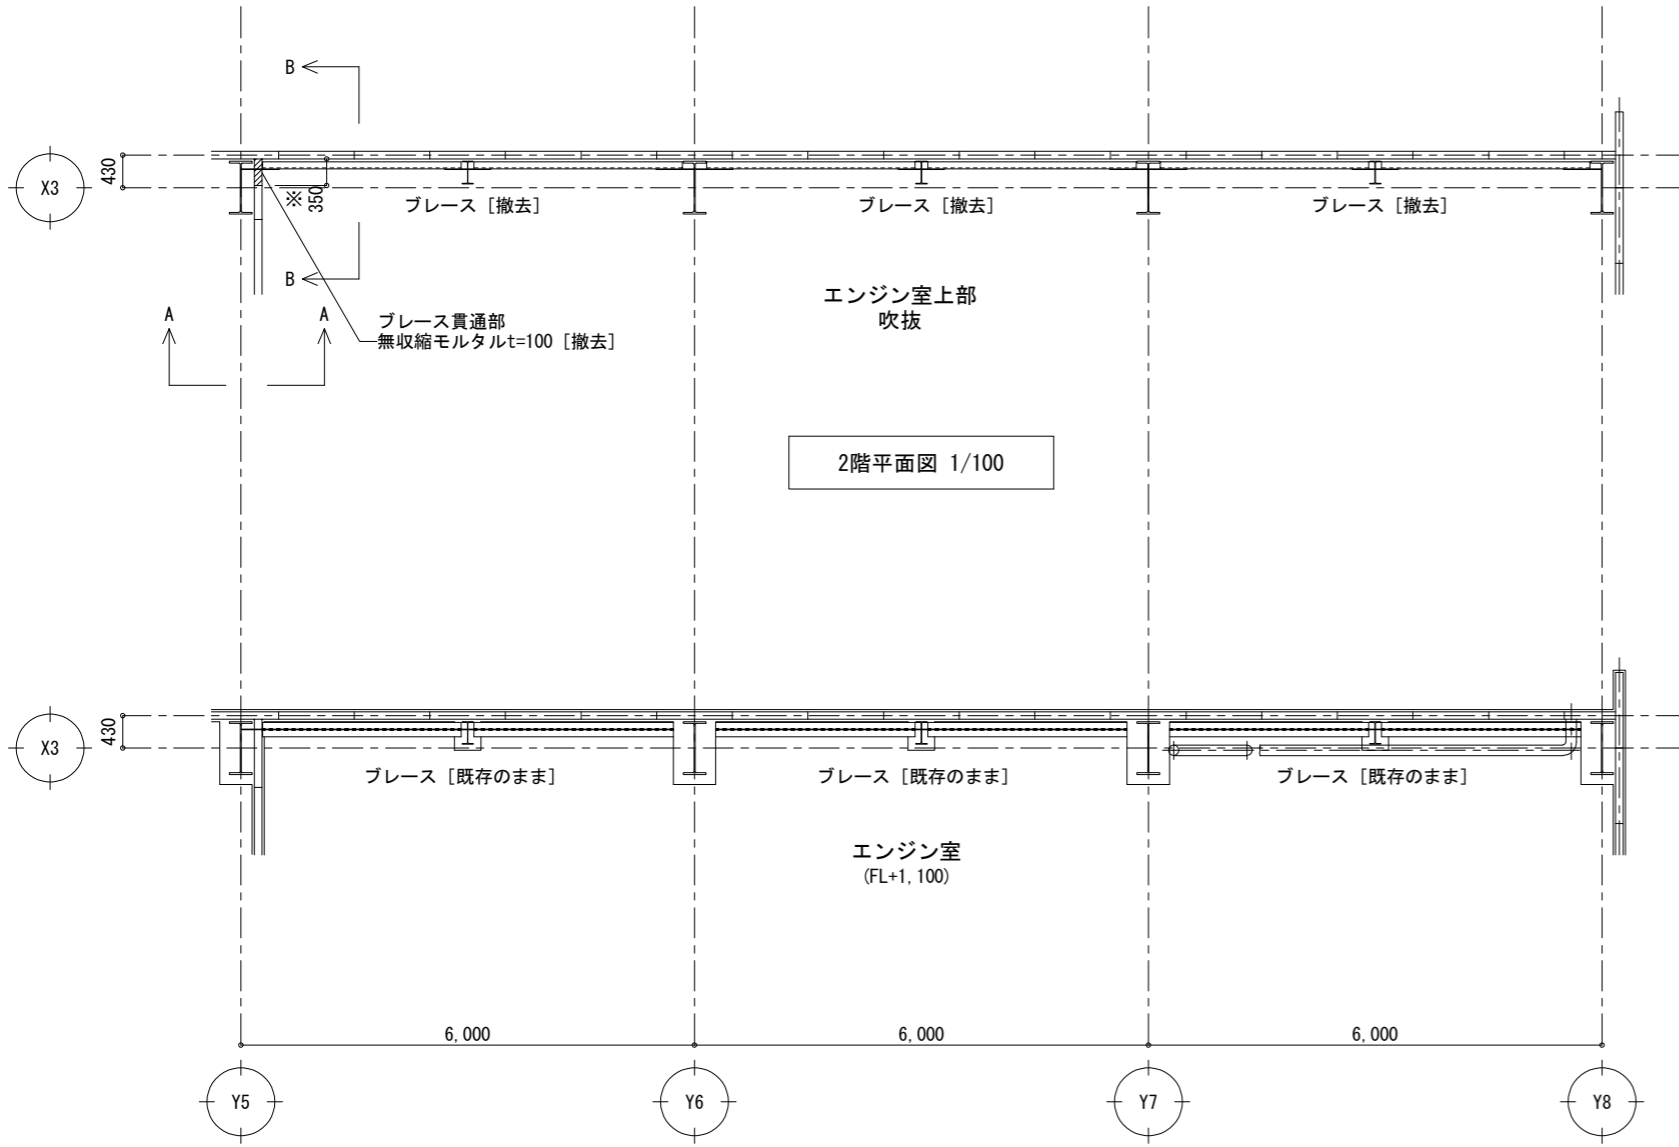 B
X3
430
※
350
ブレース [撤去]
ブレース [撤去]
ブレース [撤去]
B
A
A
エンジン室上部
吹抜
ブレース貫通部
無収縮モルタルt=100 [撤去]
2階平面図 1/100
X3
430
ブレース [既存のまま]
ブレース [既存のまま]
ブレース [既存のまま]
エンジン室
(FL+1,100)
6,000
6,000
6,000
Y5
Y6
Y7
Y8